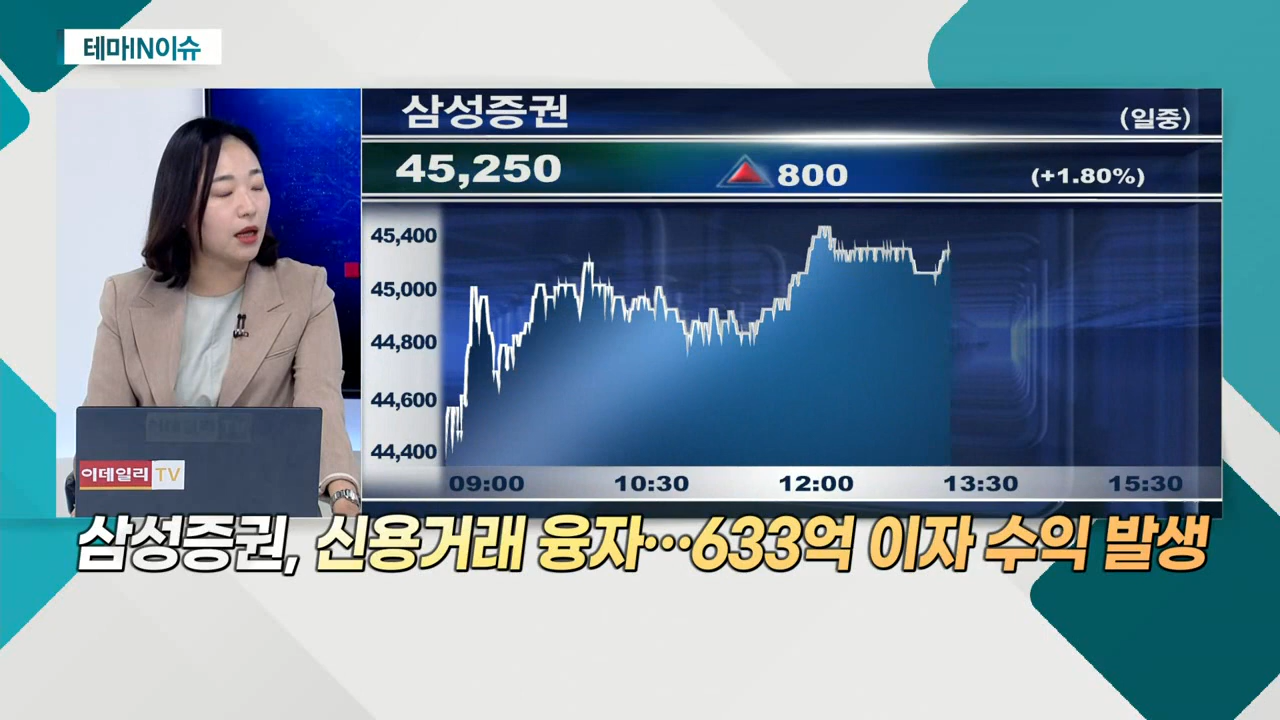 테마IN이슈
삼성증권
(일중)
45,250
800
(+1.80%)
45,400
45,000
44,800
44,600
44,400
09:00
10:30
12:00
13:30
15:30
이데일리 TV
삼성증권, 신용거래 융자…633억 이자 수익 발생